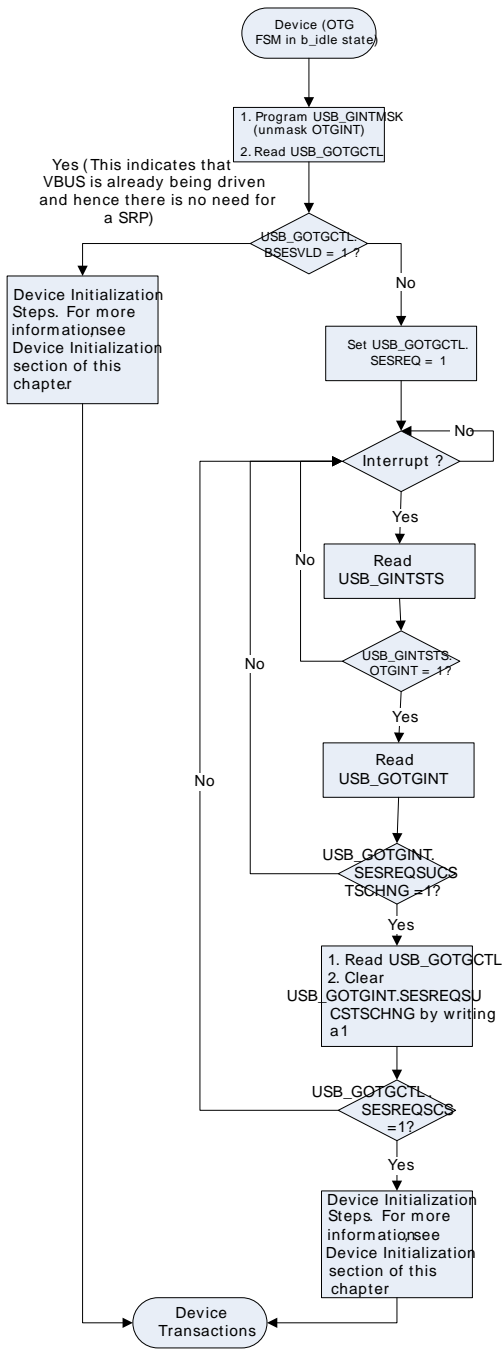 Device (OTG
FSM in b_idle state)
1. Program USB_GINTMSK
(unmask OTGINT)
2. Read USB_GOTGCTL
Yes (This indicates that
VBUS is already being driven
and hence there is no need for
a SRP)
USB_GOTGCTL.
BSESVLD = 1 ?
No
Device Initialization
Steps. For more
information,see
Device Initialization
section of this
chapter.
Set USB_GOTGCTL.
SESREQ = 1
No
Interrupt ?
Yes
Read
USB_GINTSTS
No
USB_GINTSTS.
OTGINT = 1?
No
Yes
Read
USB_GOTGINT
No
USB_GOTGINT.
SESREQSUCS
TSCHNG =1?
Yes
1. Read USB_GOTGCTL
2. Clear
USB_GOTGINT.SESREQSU
CSTSCHNG by writing
a1
USB_GOTGCTL.
SESREQSCS
=1?
Yes
Device Initialization
Steps. For more
information,see
Device Initialization
section of this
chapter
Device
Transactions